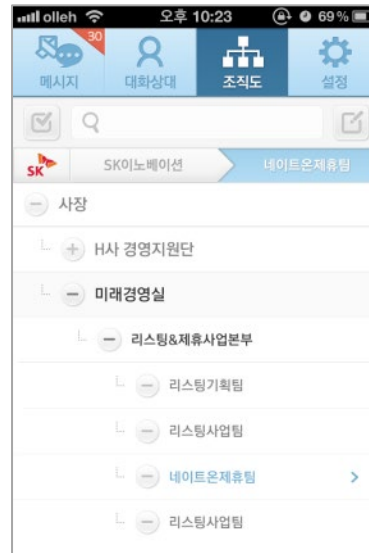 olleh 오후 10:23 69%
30
메시지 대화상대 조직도 설정
SK SK이노베이션 네이트온제휴팀
사장
H사 경영지원단
미래경영실
리스팅&제휴사업본부
리스팅기획팀
리스팅사업팀
네이트온제휴팀
리스팅사업팀